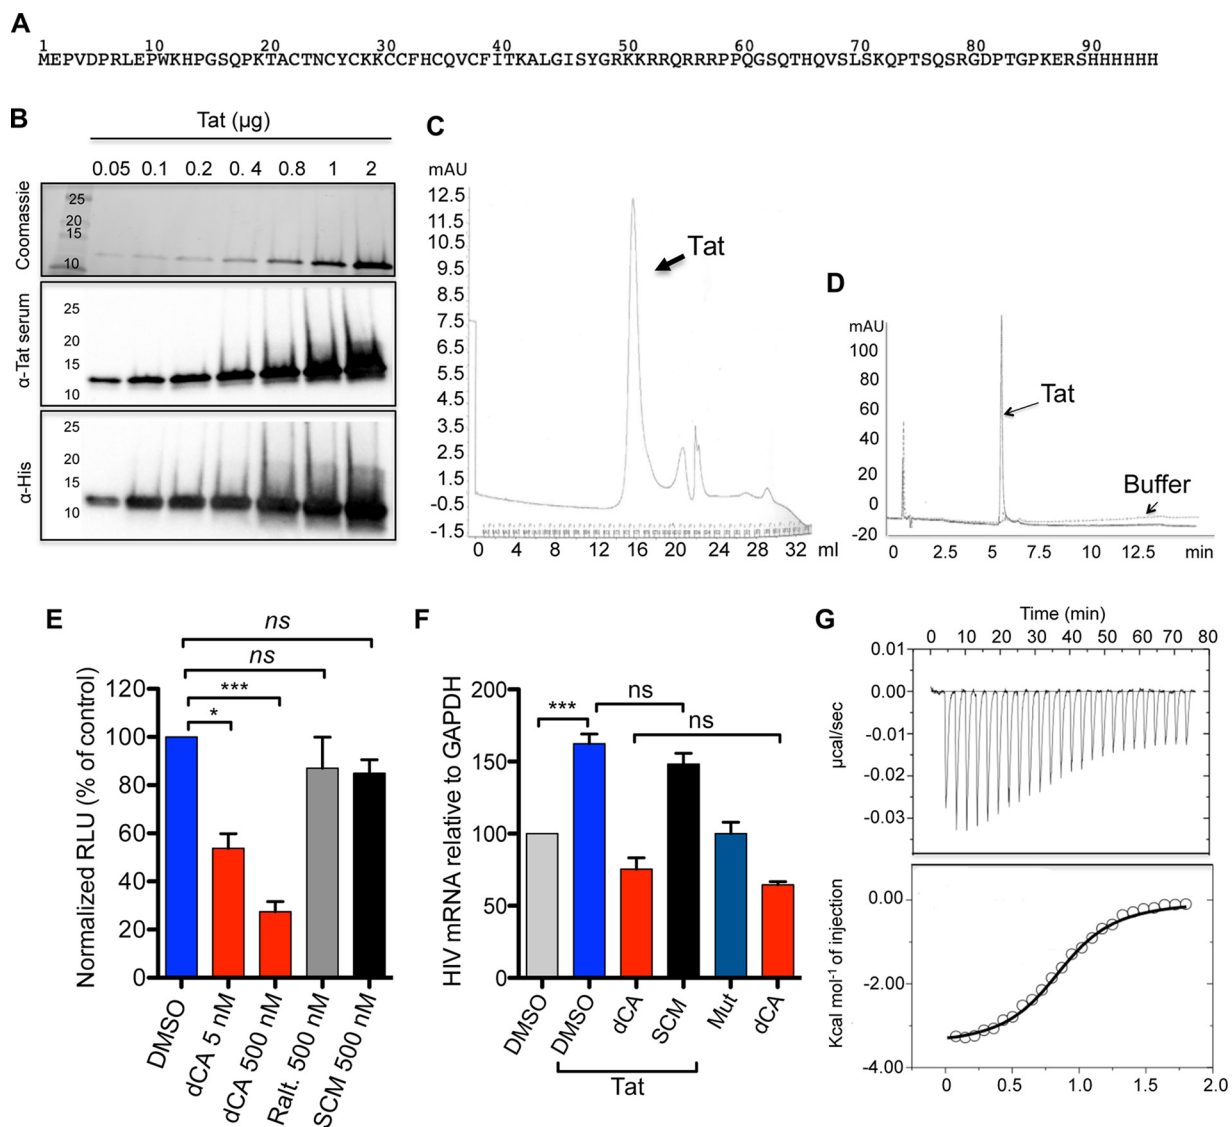 A
1 10 20 30 40 50 60 70 80 90
MEPVDPRLEPWKHPGSQPKTACTNCYCKKCCFHCQVCFITKALGISYGRKKRRQRRRPPQGSQTHQVSLSKQPTSQSRGDPTGPKERSHHHHHH
B
Tat (µg)
0.05 0.1 0.2 0. 4 0.8 1 2
Coomassie
25
20
15
10
α-Tat serum
25
20
15
10
α-His
25
20
15
10
C
mAU
12.5
11.5
10.5
9.5
8.5
7.5
6.5
5.5
4.5
3.5
2.5
1.5
-0.5
-1.5
Tat
0 4 8 12 16 20 24 28 32 ml
D
mAU
100
80
60
40
20
0
-20
Tat
Buffer
0 2.5 5 7.5 10 12.5 min
E
ns
ns
***
*
Normalized RLU (% of control)
120
100
80
60
40
20
0
DMSO
dCA 5 nM
dCA 500 nM
Ralt. 500 nM
SCM 500 nM
F
HIV mRNA relative to GAPDH
200
150
100
50
0
***
ns
ns
DMSO
DMSO
dCA
SCM
Mut
dCA
Tat
G
Time (min)
0 10 20 30 40 50 60 70 80
0.01
0.00
-0.01
-0.02
-0.03
µcal/sec
0.00
-2.00
-4.00
Kcal mol⁻¹ of injection
0 0.5 1.0 1.5 2.0